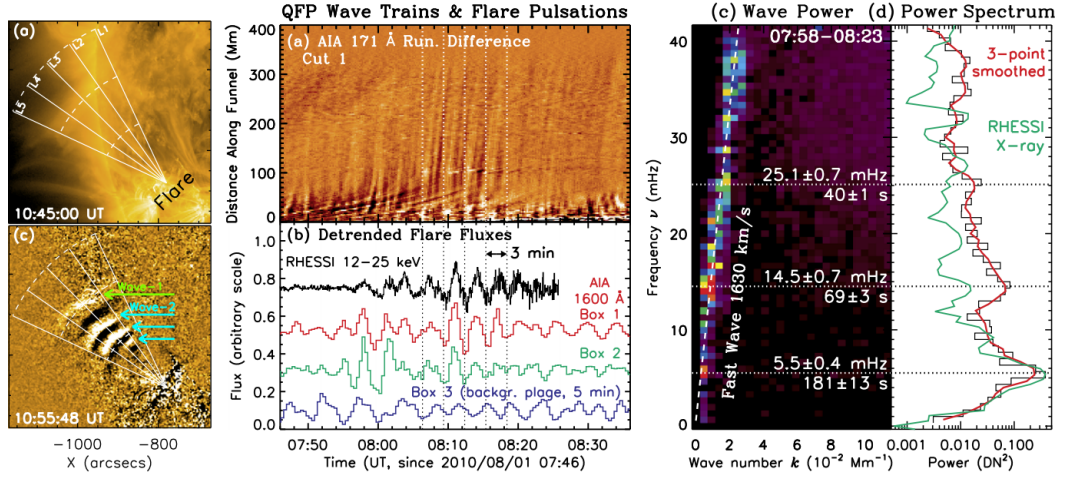 (a)
L1
L2
L3
L4
L5
Flare
10:45:00 UT
(c)
Wave-1
Wave-2
10:55:48 UT
−1000 −800
X (arcsecs)
QFP Wave Trains & Flare Pulsations
(a) AIA 171 Å Run. Difference
Cut 1
Distance Along Funnel (Mm)
400
300
200
100
0
(b) Detrended Flare Fluxes
RHESSI 12−25 keV
3 min
AIA
1600 Å
Box 1
Box 2
Box 3 (backgr. plage, 5 min)
Flux (arbitrary scale)
1.0
0.8
0.6
0.4
0.2
0.0
07:50 08:00 08:10 08:20 08:30
Time (UT, since 2010/08/01 07:46)
(c) Wave Power
07:58−08:23
Frequency ν (mHz)
40
30
20
10
0
25.1±0.7 mHz
40±1 s
14.5±0.7 mHz
69±3 s
5.5±0.4 mHz
181±13 s
Fast Wave 1630 km/s
0 2 4 6 8 10
Wave number k (10⁻² Mm⁻¹)
(d) Power Spectrum
3-point
smoothed
RHESSI
X-ray
0.001 0.010 0.100
Power (DN²)